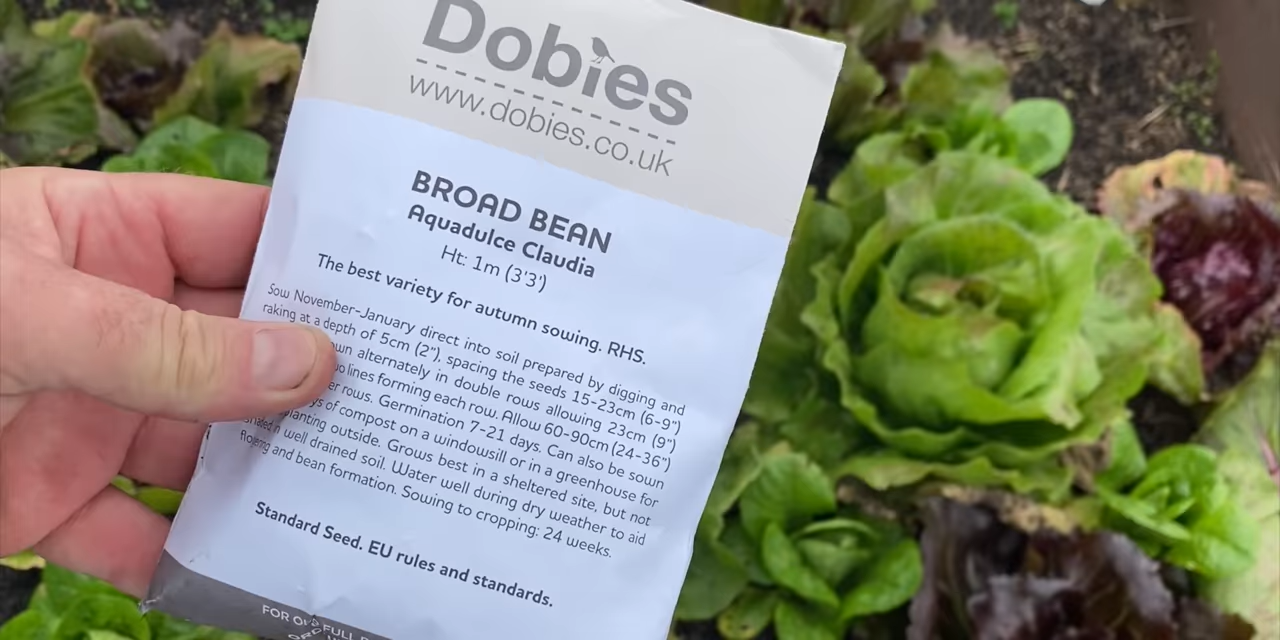 Dobies
www.dobies.co.uk
BROAD BEAN
Aquadulce Claudia
Ht: 1m (3'3')
The best variety for autumn sowing. RHS.
Sow November-January direct into soil prepared by digging and
raking at a depth of 5cm (2"), spacing the seeds 15-23cm (6-9")
alternately in double rows allowing 23cm (9")
lines forming each row. Allow 60-90cm (24-36")
rows. Germination 7-21 days. Can also be sown
of compost on a windowsill or in a greenhouse for
planting outside. Grows best in a sheltered site, but not
in well drained soil. Water well during dry weather to aid
and bean formation. Sowing to cropping: 24 weeks.
Standard Seed. EU rules and standards.
FOR FULL